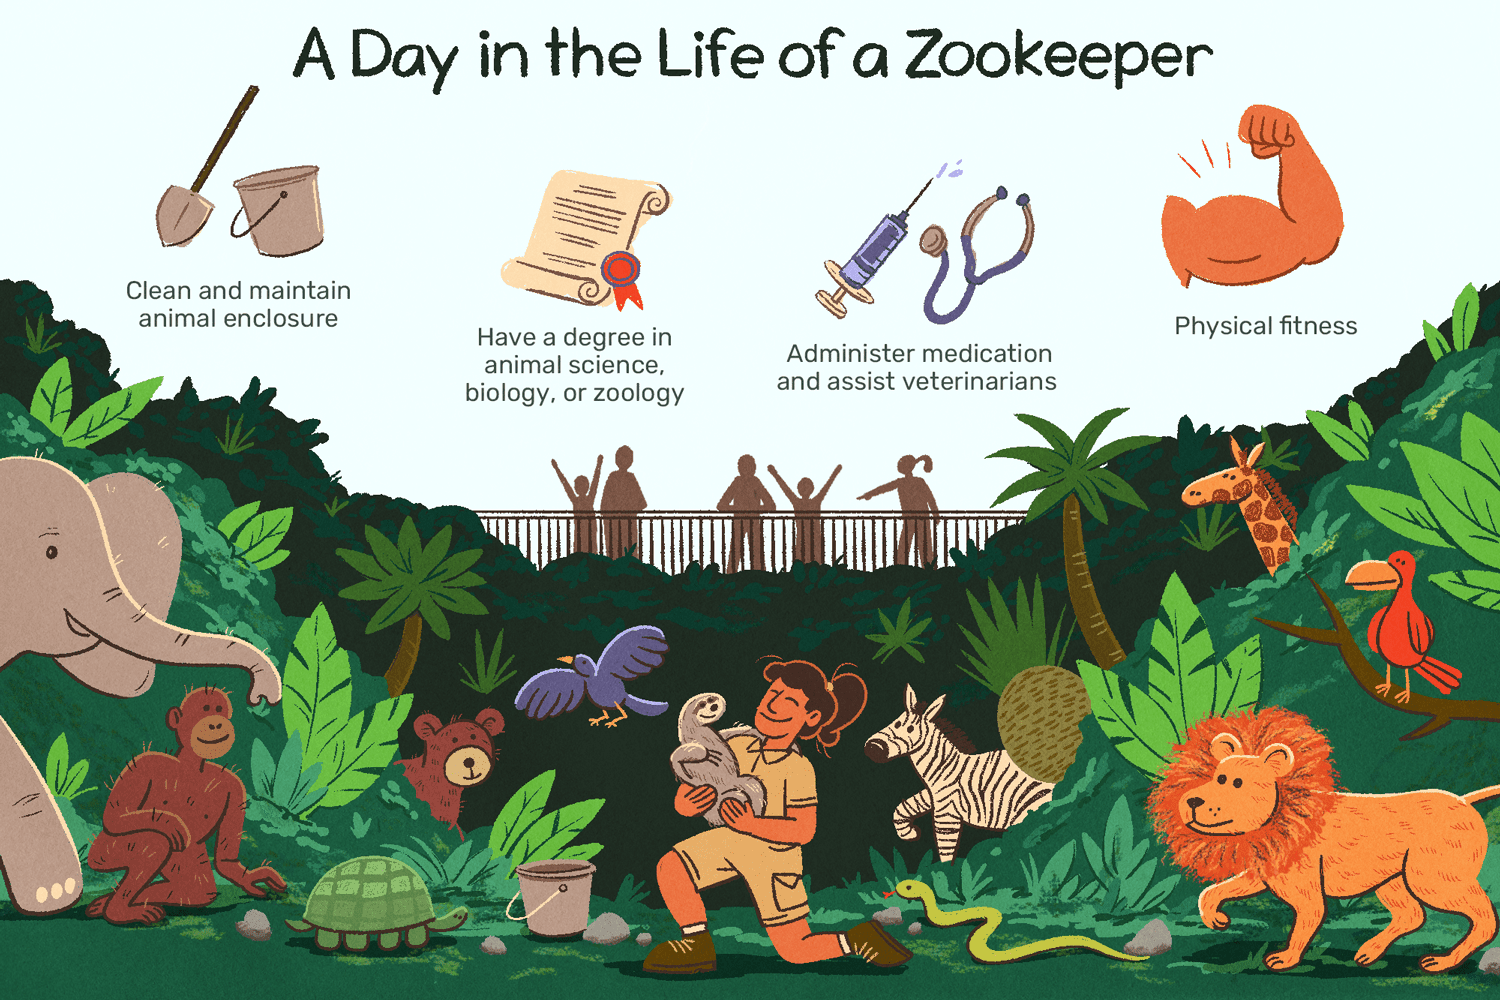 A Day in the Life of a Zookeeper
Clean and maintain
animal enclosure
Have a degree in
animal science,
biology, or zoology
Administer medication
and assist veterinarians
Physical fitness